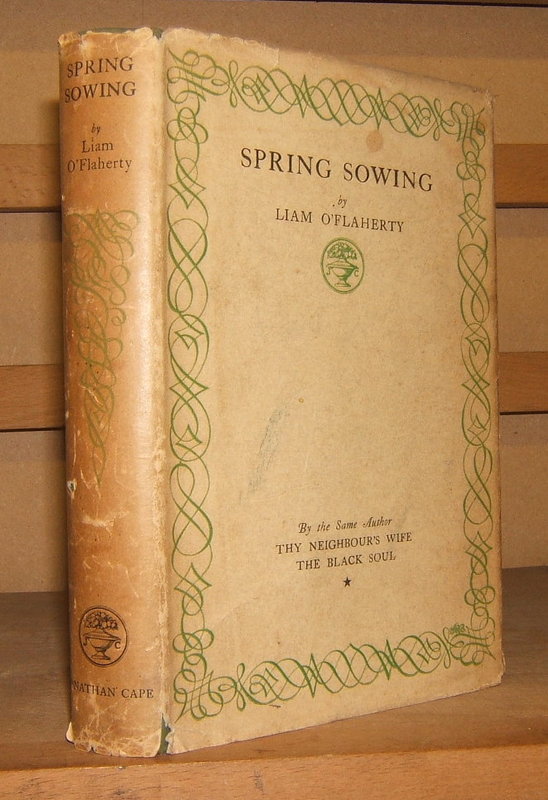 SPRING
SOWING
by
Liam
O'Flaherty
J C
JONATHAN CAPE
SPRING SOWING
by
LIAM O'FLAHERTY
By the Same Author
THY NEIGHBOUR'S WIFE
THE BLACK SOUL